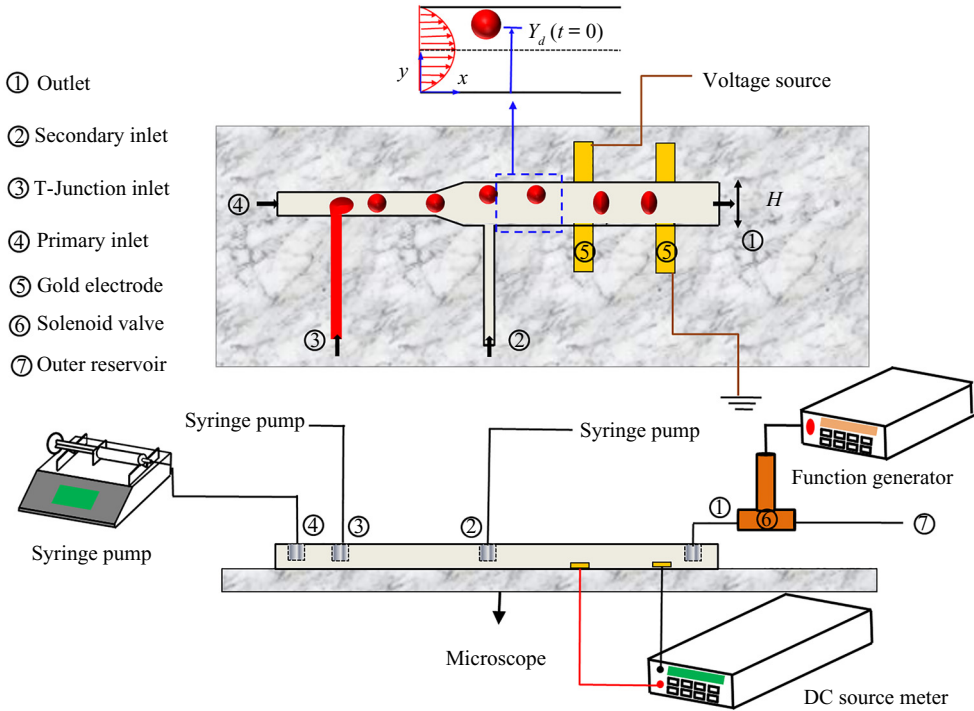 Y_d (t = 0)
y
x
① Outlet
② Secondary inlet
③ T-Junction inlet
④ Primary inlet
⑤ Gold electrode
⑥ Solenoid valve
⑦ Outer reservoir
Voltage source
④
H
①
⑤ ⑤
③
②
Syringe pump
Syringe pump
Function generator
④ ③ ② ① ⑥ ⑦
Syringe pump
Microscope
DC source meter